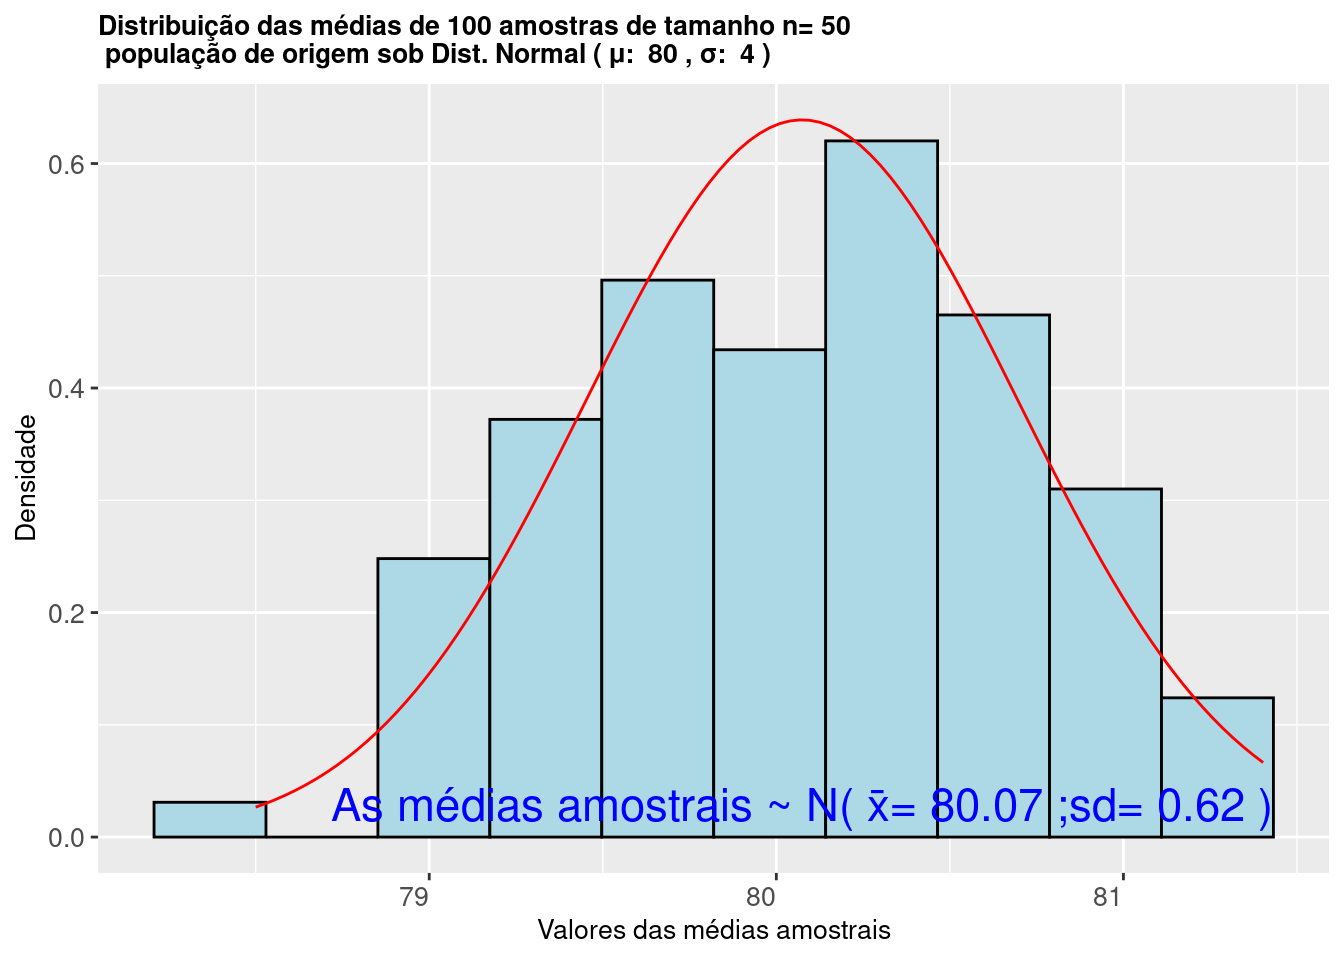 Distribuição das médias de 100 amostras de tamanho n= 50
população de origem sob Dist. Normal ( μ:  80 , σ:  4 )
Densidade
0.6
0.4
0.2
0.0
As médias amostrais ~ N( x̄= 80.07 ;sd= 0.62 )
79 80 81
Valores das médias amostrais